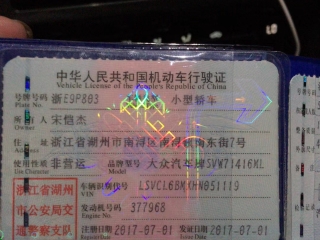 中华人民共和国机动车行驶证
Vehicle License of the People's Republic of China
号牌号码 浙E9P803 小型轿车
Plate No.
所有人 宋恺杰
Owner
住址 浙江省湖州市南浔区南浔镇南东街7号
Address
使用性质 非营运 品牌型号 大众汽车牌SVW71416KL
Use Character
浙江省湖州 车辆识别代号 LSVCL6BMXHN051119
VIN
市公安局交 发动机号码 377968
Engine No.
通警察支队 注册日期 2017-07-01 发证日期 2017-07-01